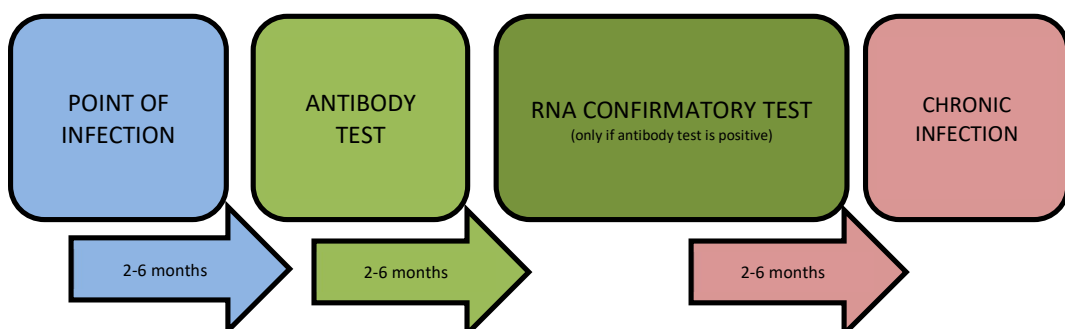 POINT OF
INFECTION
ANTIBODY
TEST
RNA CONFIRMATORY TEST
(only if antibody test is positive)
CHRONIC
INFECTION
2-6 months
2-6 months
2-6 months